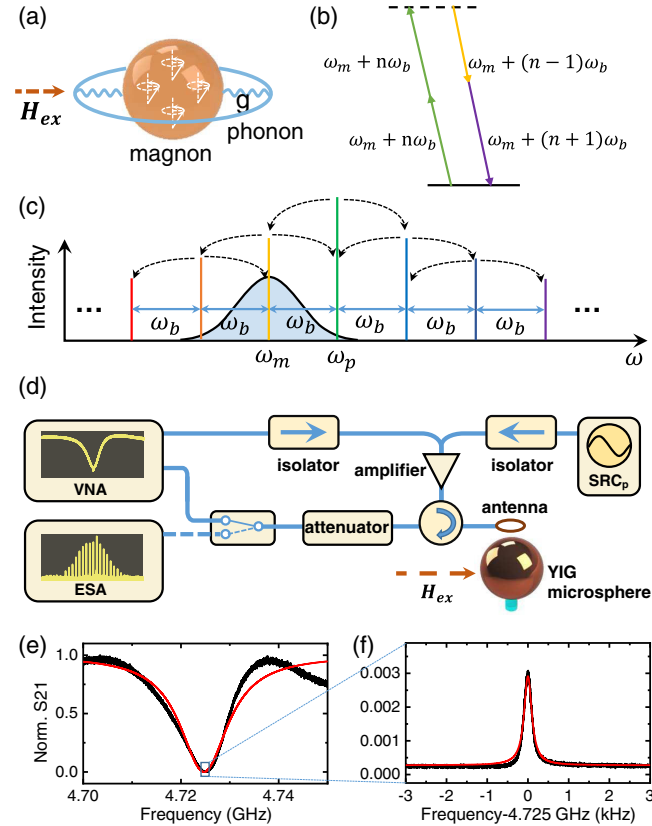 (a)
H_ex
g
phonon
magnon
(b)
ω_m + nω_b
ω_m + (n − 1)ω_b
ω_m + nω_b
ω_m + (n + 1)ω_b
(c)
Intensity
... ...
ω_b ω_b ω_b ω_b ω_b ω_b
ω_m ω_p ω
(d)
VNA
isolator
amplifier
isolator
SRC_p
ESA
attenuator
antenna
H_ex
YIG
microsphere
(e)
Norm. S21
1.0
0.5
0.0
4.70 4.72 4.74
Frequency (GHz)
(f)
0.003
0.002
0.001
0.000
-3 -2 -1 0 1 2 3
Frequency-4.725 GHz (kHz)